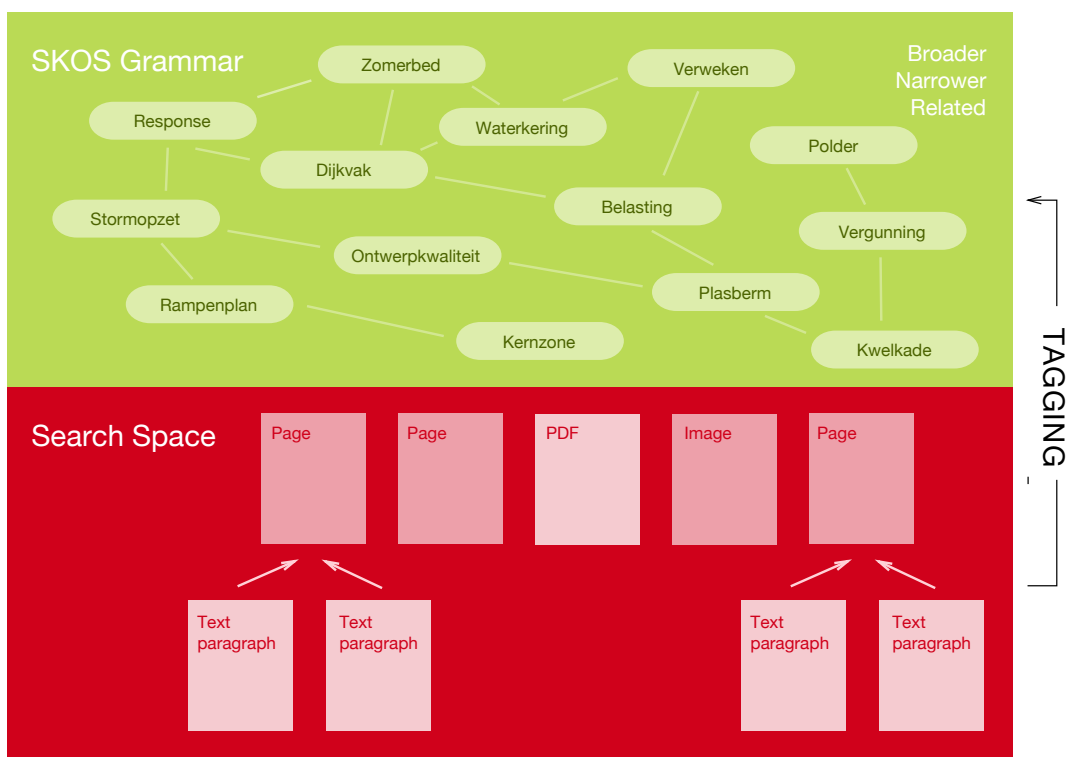 SKOS Grammar
Broader
Narrower
Related
Zomerbed
Verweken
Response
Waterkering
Polder
Dijkvak
Belasting
Stormopzet
Vergunning
Ontwerpkwaliteit
Plasberm
Rampenplan
Kernzone
Kwelkade
TAGGING
Search Space
Page
Page
PDF
Image
Page
Text
paragraph
Text
paragraph
Text
paragraph
Text
paragraph